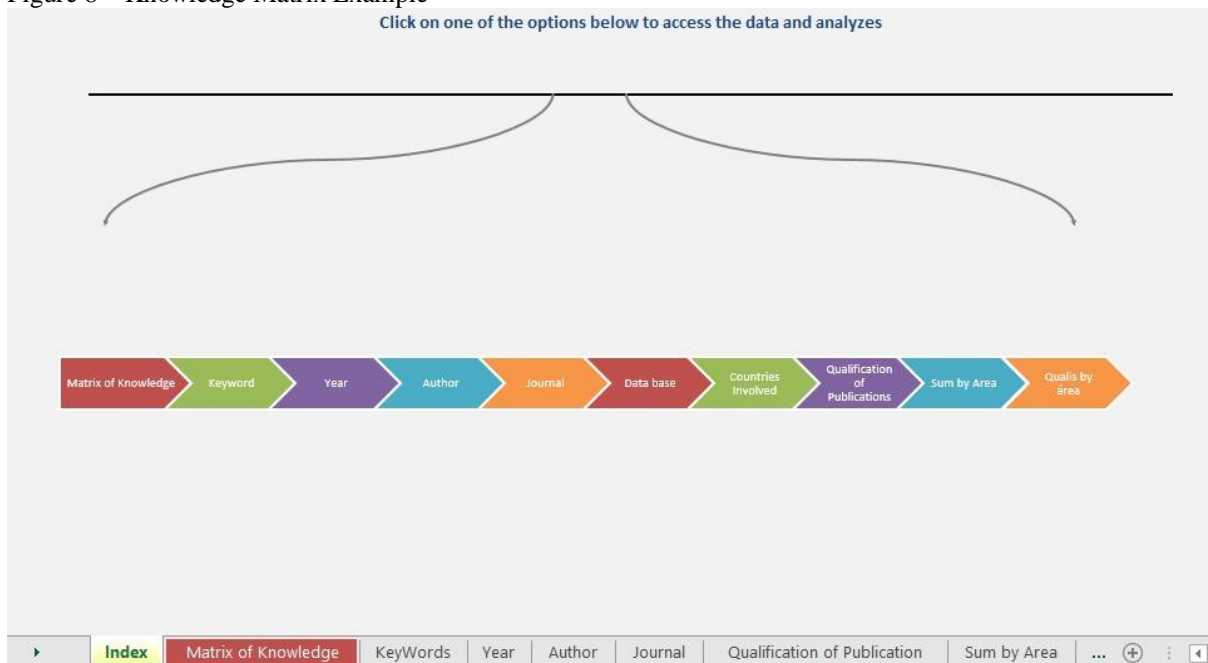 Figure 8 – Knowledge Matrix Example
Click on one of the options below to access the data and analyzes
Matrix of Knowledge
Keyword
Year
Author
Journal
Data base
Countries
Involved
Qualification
of
Publications
Sum by Area
Qualis by
área
Index
Matrix of Knowledge
KeyWords
Year
Author
Journal
Qualification of Publication
Sum by Area
...